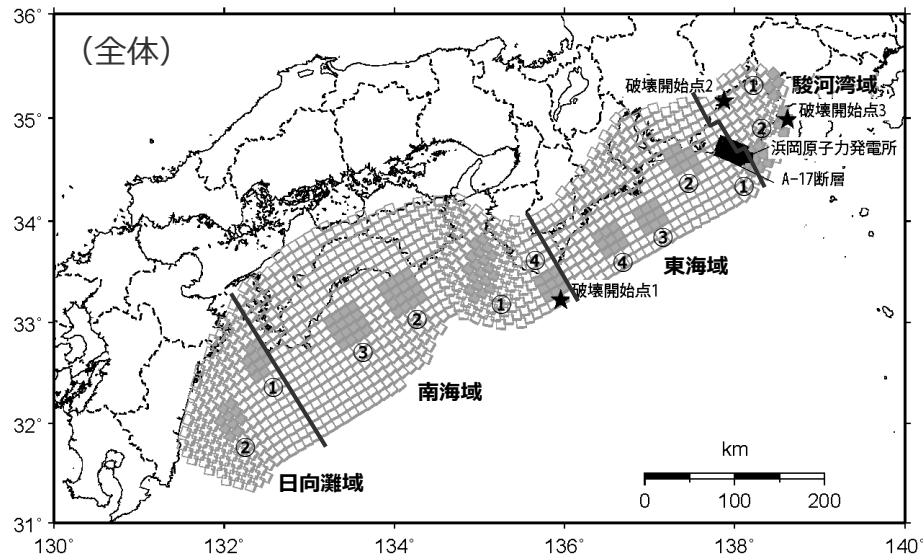 36°
(全体)
破壊開始点2
①
駿河湾域
35°
破壊開始点3
②
浜岡原子力発電所
A-17断層
②
①
34°
④
③
④
東海域
破壊開始点1
①
33°
②
③
南海域
①
32°
②
日向灘域
km
0 100 200
31°
130 132 134 136 138 140°